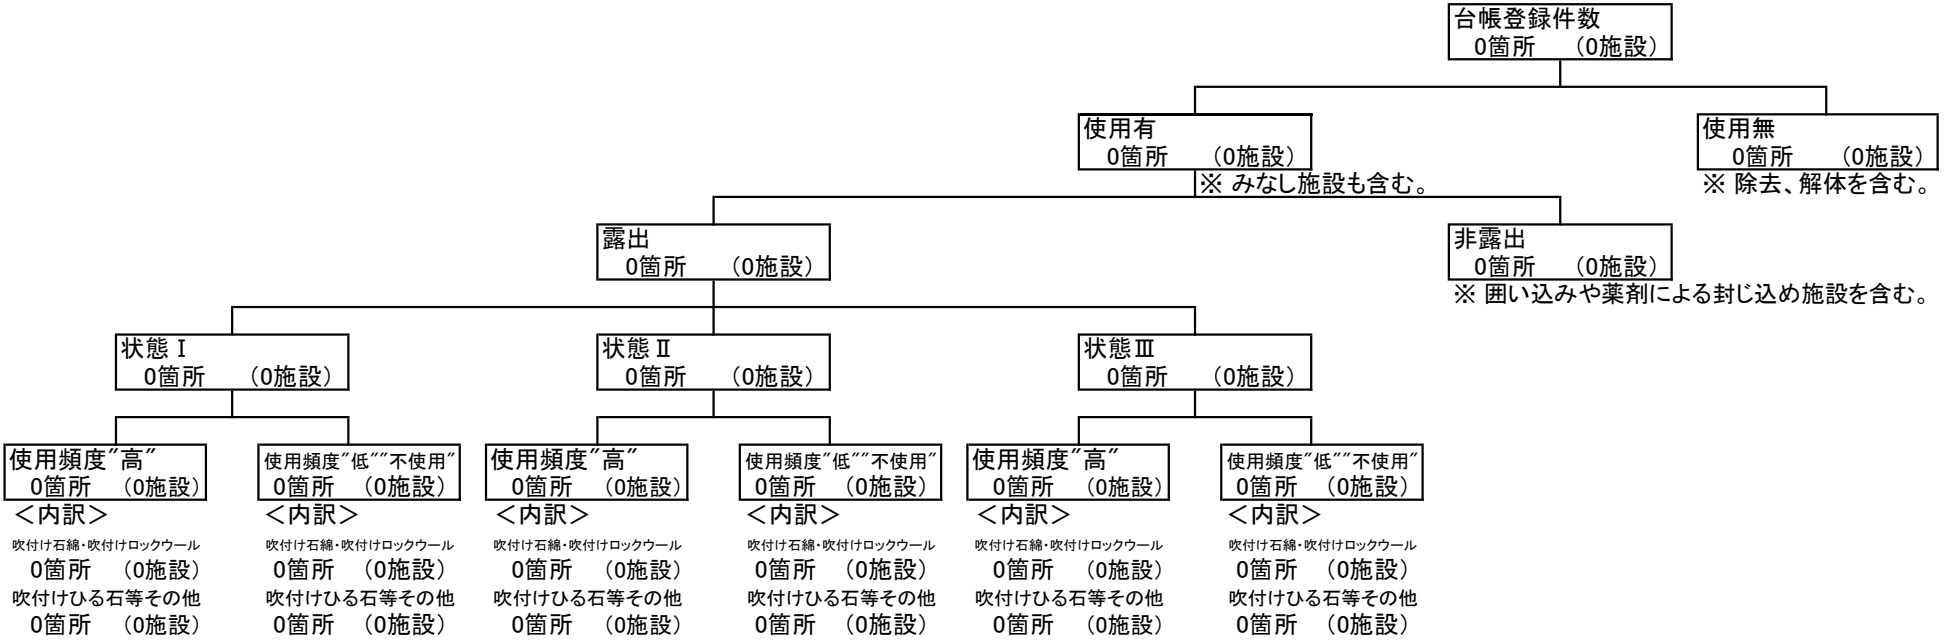 台帳登録件数
0箇所 (0施設)
使用有
0箇所 (0施設)
※ みなし施設も含む。
使用無
0箇所 (0施設)
※ 除去、解体を含む。
露出
0箇所 (0施設)
非露出
0箇所 (0施設)
※ 囲い込みや薬剤による封じ込め施設を含む。
状態Ⅰ
0箇所 (0施設)
状態Ⅱ
0箇所 (0施設)
状態Ⅲ
0箇所 (0施設)
使用頻度"高"
0箇所 (0施設)
<内訳>
吹付け石綿・吹付けロックウール
0箇所 (0施設)
吹付けひる石等その他
0箇所 (0施設)
使用頻度"低""不使用"
0箇所 (0施設)
<内訳>
吹付け石綿・吹付けロックウール
0箇所 (0施設)
吹付けひる石等その他
0箇所 (0施設)
使用頻度"高"
0箇所 (0施設)
<内訳>
吹付け石綿・吹付けロックウール
0箇所 (0施設)
吹付けひる石等その他
0箇所 (0施設)
使用頻度"低""不使用"
0箇所 (0施設)
<内訳>
吹付け石綿・吹付けロックウール
0箇所 (0施設)
吹付けひる石等その他
0箇所 (0施設)
使用頻度"高"
0箇所 (0施設)
<内訳>
吹付け石綿・吹付けロックウール
0箇所 (0施設)
吹付けひる石等その他
0箇所 (0施設)
使用頻度"低""不使用"
0箇所 (0施設)
<内訳>
吹付け石綿・吹付けロックウール
0箇所 (0施設)
吹付けひる石等その他
0箇所 (0施設)